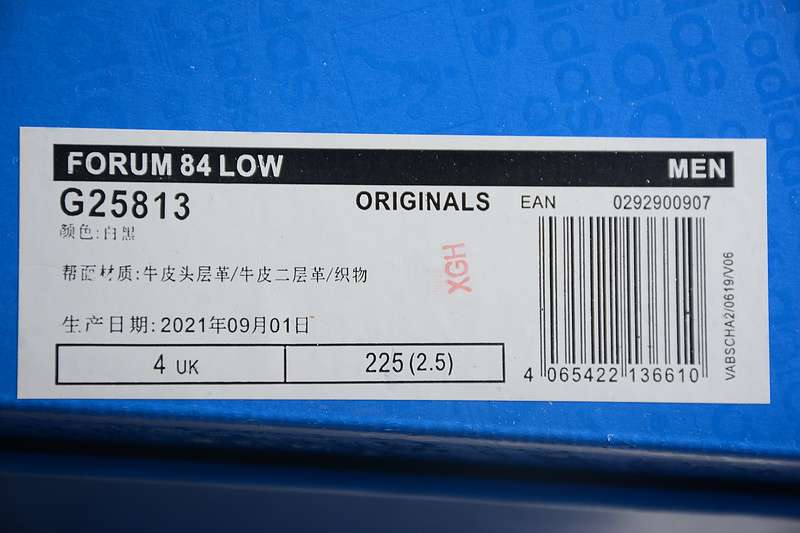 FORUM 84 LOW MEN
G25813 ORIGINALS EAN 0292900907
颜色:白黑
帮面材质:牛皮头层革/牛皮二层革/织物
XGH
生产日期:2021年09月01日
4 UK 225(2.5)
4 065422 136610
VABSCHA2/0619/V06
adidas
adidas